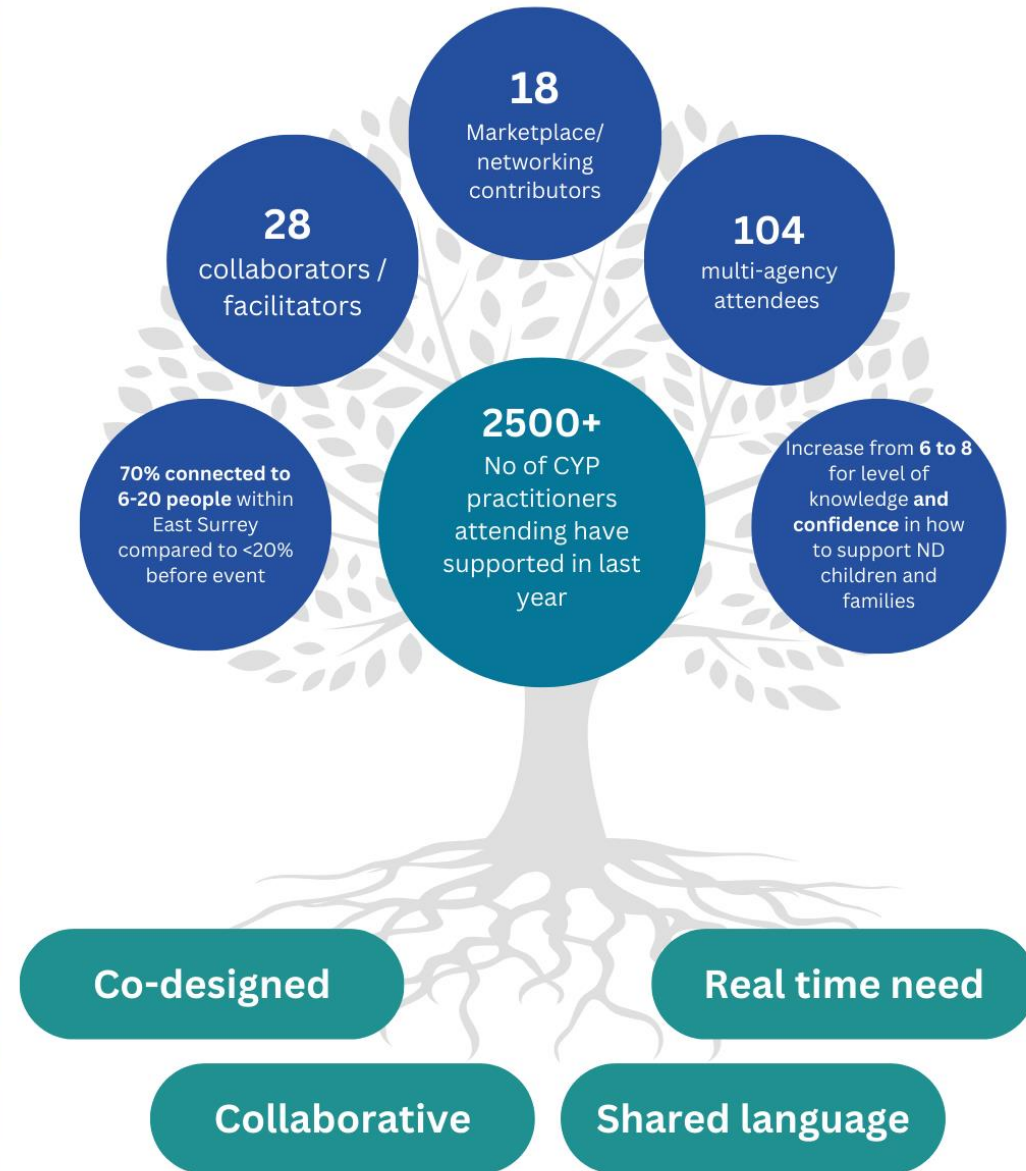 18
Marketplace/
networking
contributors
28
collaborators /
facilitators
104
multi-agency
attendees
70% connected to
6-20 people within
East Surrey
compared to <20%
before event
2500+
No of CYP
practitioners
attending have
supported in last
year
Increase from 6 to 8
for level of
knowledge and
confidence in how
to support ND
children and
families
Co-designed
Real time need
Collaborative
Shared language